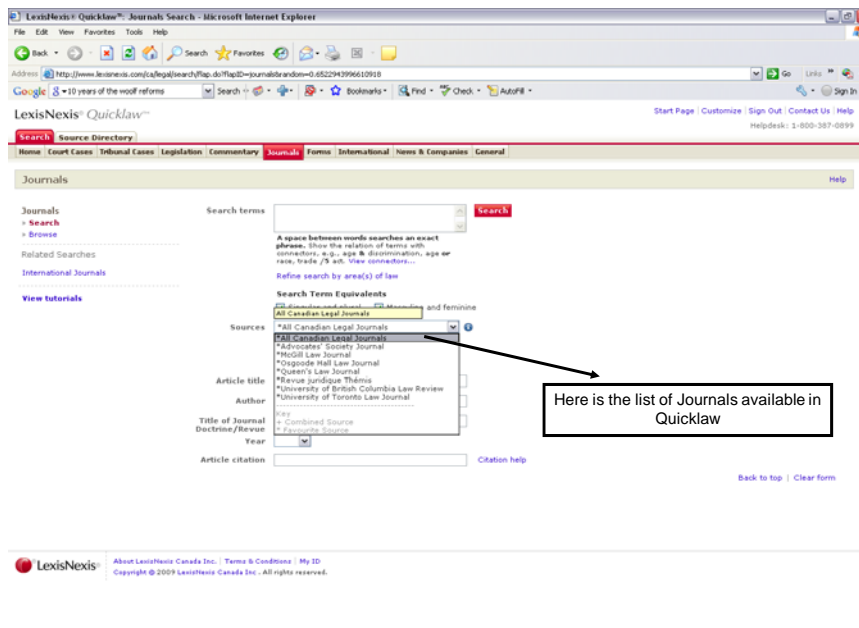 LexisNexis® Quicklaw™: Journals Search - Microsoft Internet Explorer
File Edit View Favorites Tools Help
Back Search Favorites
Address http://www.lexisnexis.com/ca/legal/search/flap.do?flapID=journals&random=0.6522943996610918 Go Links »
Google 10 years of the woolf reforms Search Bookmarks Find Check AutoFill Sign In
LexisNexis® Quicklaw™
Start Page | Customize | Sign Out | Contact Us | Help
Helpdesk: 1-800-387-0899
Search Source Directory
Home Court Cases Tribunal Cases Legislation Commentary Journals Forms International News & Companies General
Journals Help
Journals
» Search
» Browse
Related Searches
International Journals
View tutorials
Search terms Search
A space between words searches an exact
phrase. Show the relation of terms with
connectors, e.g., age & discrimination, age or
race, trade /5 act. View connectors...
Refine search by area(s) of law
Search Term Equivalents
Singular and plural Masculine and feminine
All Canadian Legal Journals
Sources *All Canadian Legal Journals
*All Canadian Legal Journals
*Advocates' Society Journal
*McGill Law Journal
*Osgoode Hall Law Journal
*Queen's Law Journal
*Revue juridique Thémis
*University of British Columbia Law Review
*University of Toronto Law Journal
Key
+ Combined Source
* Favourite Source
Article title
Author
Title of Journal
Doctrine/Revue
Year
Article citation Citation help
Here is the list of Journals available in
Quicklaw
Back to top | Clear form
LexisNexis®
About LexisNexis Canada Inc. | Terms & Conditions | My ID
Copyright © 2009 LexisNexis Canada Inc. All rights reserved.